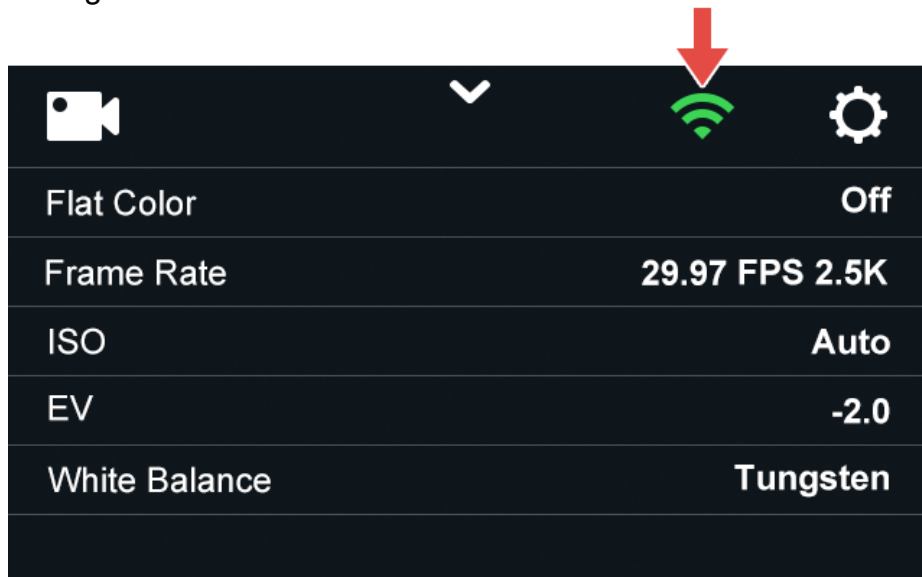 Flat Color Off
Frame Rate 29.97 FPS 2.5K
ISO Auto
EV -2.0
White Balance Tungsten